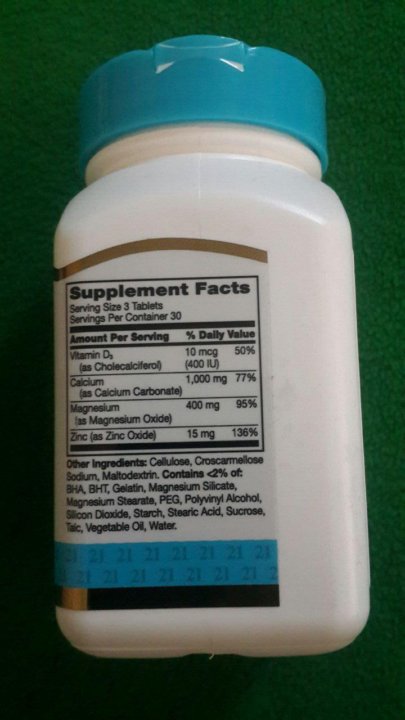 Supplement Facts
Serving Size 3 Tablets
Servings Per Container 30
Amount Per Serving % Daily Value
Vitamin D₃ 10 mcg 50%
(as Cholecalciferol) (400 IU)
Calcium 1,000 mg 77%
(as Calcium Carbonate)
Magnesium 400 mg 95%
(as Magnesium Oxide)
Zinc (as Zinc Oxide) 15 mg 136%
Other Ingredients: Cellulose, Croscarmellose
Sodium, Maltodextrin. Contains <2% of:
BHA, BHT, Gelatin, Magnesium Silicate,
Magnesium Stearate, PEG, Polyvinyl Alcohol,
Silicon Dioxide, Starch, Stearic Acid, Sucrose,
Talc, Vegetable Oil, Water.
21 21 21 21 21 21 21 21
21 21 21 21 21 21 21 2